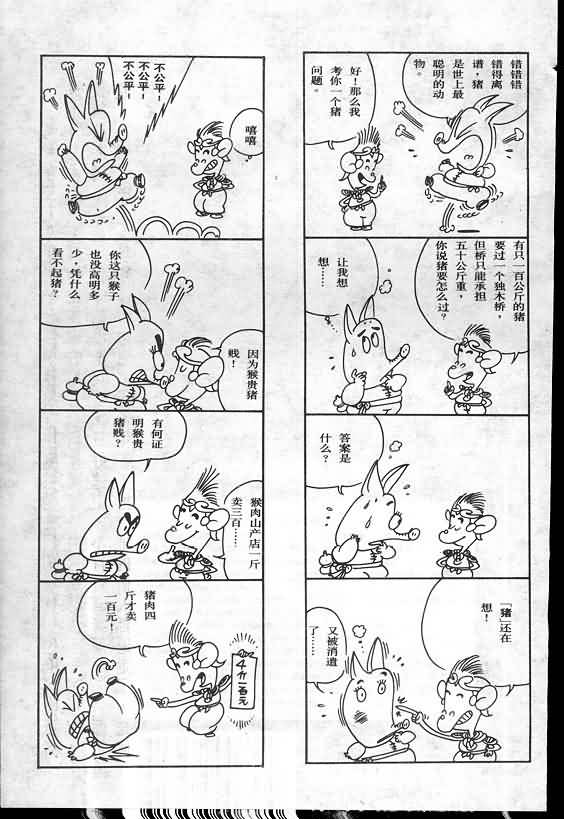 错错错
错得离
谱，猪
是世上最
聪明的动
物。
好！那么我
考你一个猪
问题。
有只一百公斤的猪
要过一个独木桥，
但桥只能承担
五十公斤重，
你说猪要怎么过？
让我想
想……
答案是
什么？
「猪」还在
想！
又被消遣
了……
嘻嘻
不公平！
不公平！
不公平！
你这只猴子
也没高明多
少，凭什么
看不起猪？
因为猴贵猪
贱！
有何证
明猴贵
猪贱？
猴肉山产店一斤
卖三百……
猪肉四
斤才卖
一百元！
4斤一百元